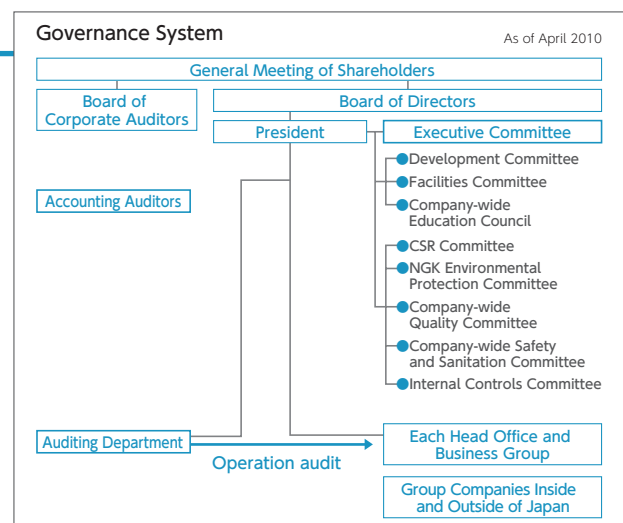 Governance System
As of April 2010
General Meeting of Shareholders
Board of
Corporate Auditors
Board of Directors
President
Executive Committee
Development Committee
Facilities Committee
Company-wide
Education Council
Accounting Auditors
CSR Committee
NGK Environmental
Protection Committee
Company-wide
Quality Committee
Company-wide Safety
and Sanitation Committee
Internal Controls Committee
Auditing Department
Operation audit
Each Head Office and
Business Group
Group Companies Inside
and Outside of Japan